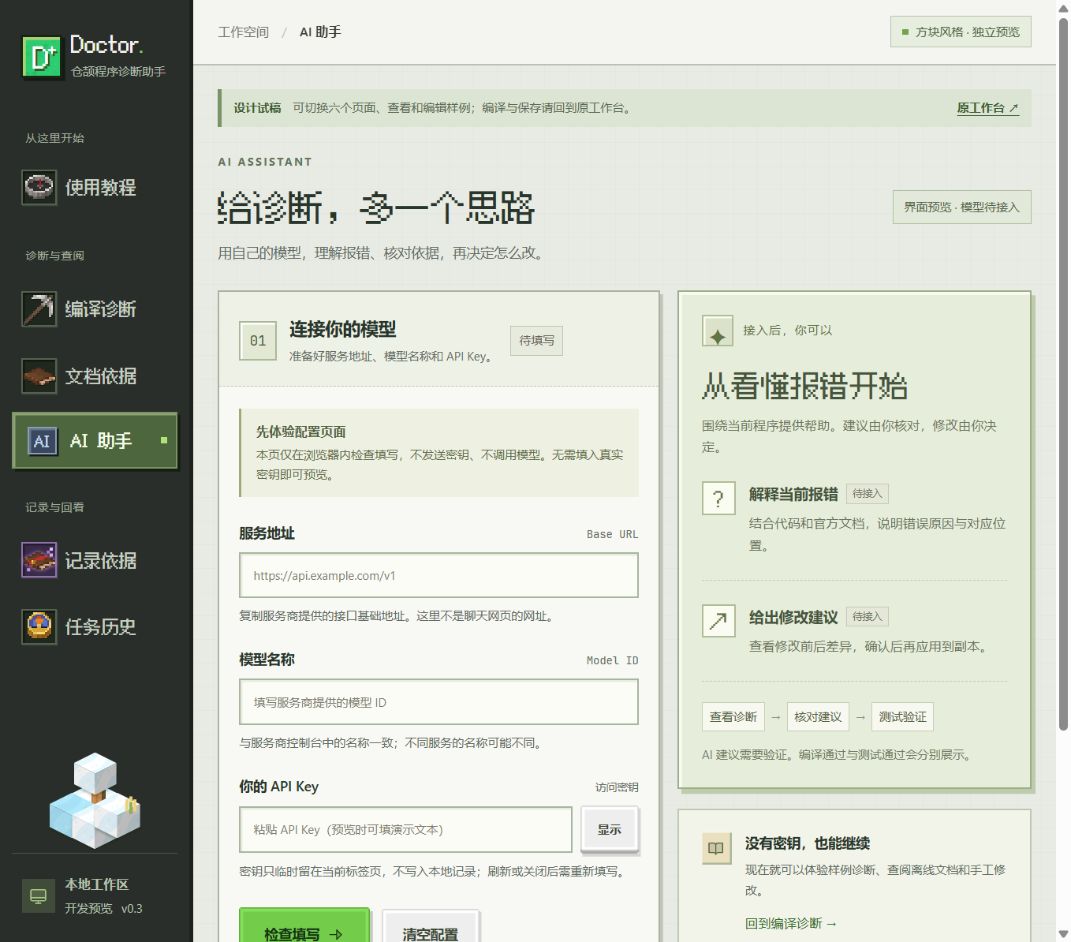 Doctor.
仓颉程序诊断助手
从这里开始
使用教程
诊断与查阅
编译诊断
文档依据
AI
AI 助手
记录与回看
记录依据
任务历史
本地工作区
开发预览 v0.3
工作空间 / AI 助手
方块风格 · 独立预览
设计试稿 可切换六个页面、查看和编辑样例；编译与保存请回到原工作台。
原工作台 ↗
AI ASSISTANT
给诊断，多一个思路
界面预览 · 模型待接入
用自己的模型，理解报错、核对依据，再决定怎么改。
01
连接你的模型
准备好服务地址、模型名称和 API Key。
待填写
先体验配置页面
本页仅在浏览器内检查填写，不发送密钥、不调用模型。无需填入真实
密钥即可预览。
服务地址
Base URL
https://api.example.com/v1
复制服务商提供的接口基础地址。这里不是聊天网页的网址。
模型名称
Model ID
填写服务商提供的模型 ID
与服务商控制台中的名称一致；不同服务的名称可能不同。
你的 API Key
访问密钥
粘贴 API Key（预览时可填演示文本）
显示
密钥只临时留在当前标签页，不写入本地记录；刷新或关闭后需重新填写。
检查填写 →
清空配置
接入后，你可以
从看懂报错开始
围绕当前程序提供帮助。建议由你核对，修改由你决
定。
?
解释当前报错
待接入
结合代码和官方文档，说明错误原因与对应位
置。
↗
给出修改建议
待接入
查看修改前后差异，确认后再应用到副本。
查看诊断 → 核对建议 → 测试验证
AI 建议需要验证。编译通过与测试通过会分别展示。
没有密钥，也能继续
现在就可以体验样例诊断、查阅离线文档和手工修
改。
回到编译诊断 →